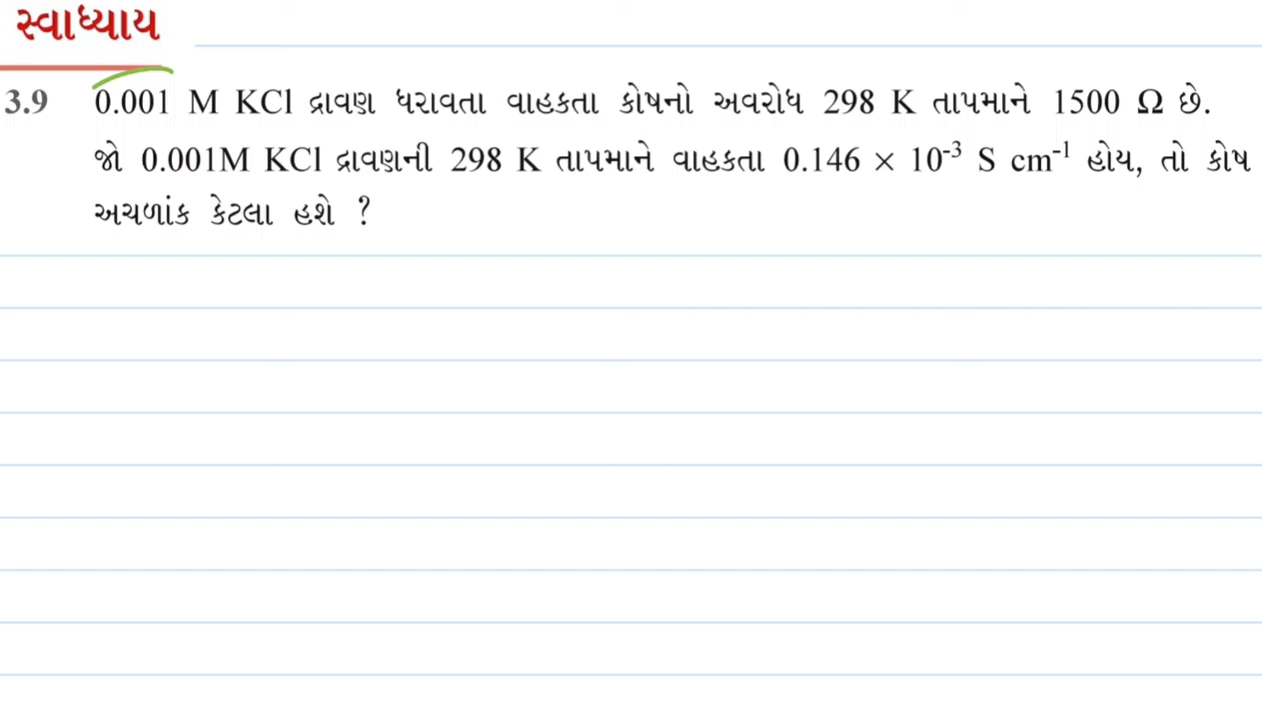 સ્વાધ્યાય
3.9 0.001 M KCl દ્રાવણ ધરાવતા વાહકતા કોષનો અવરોધ 298 K તાપમાને 1500 Ω છે.
જો 0.001M KCl દ્રાવણની 298 K તાપમાને વાહકતા 0.146 × 10⁻³ S cm⁻¹ હોય, તો કોષ
અચળાંક કેટલા હશે ?